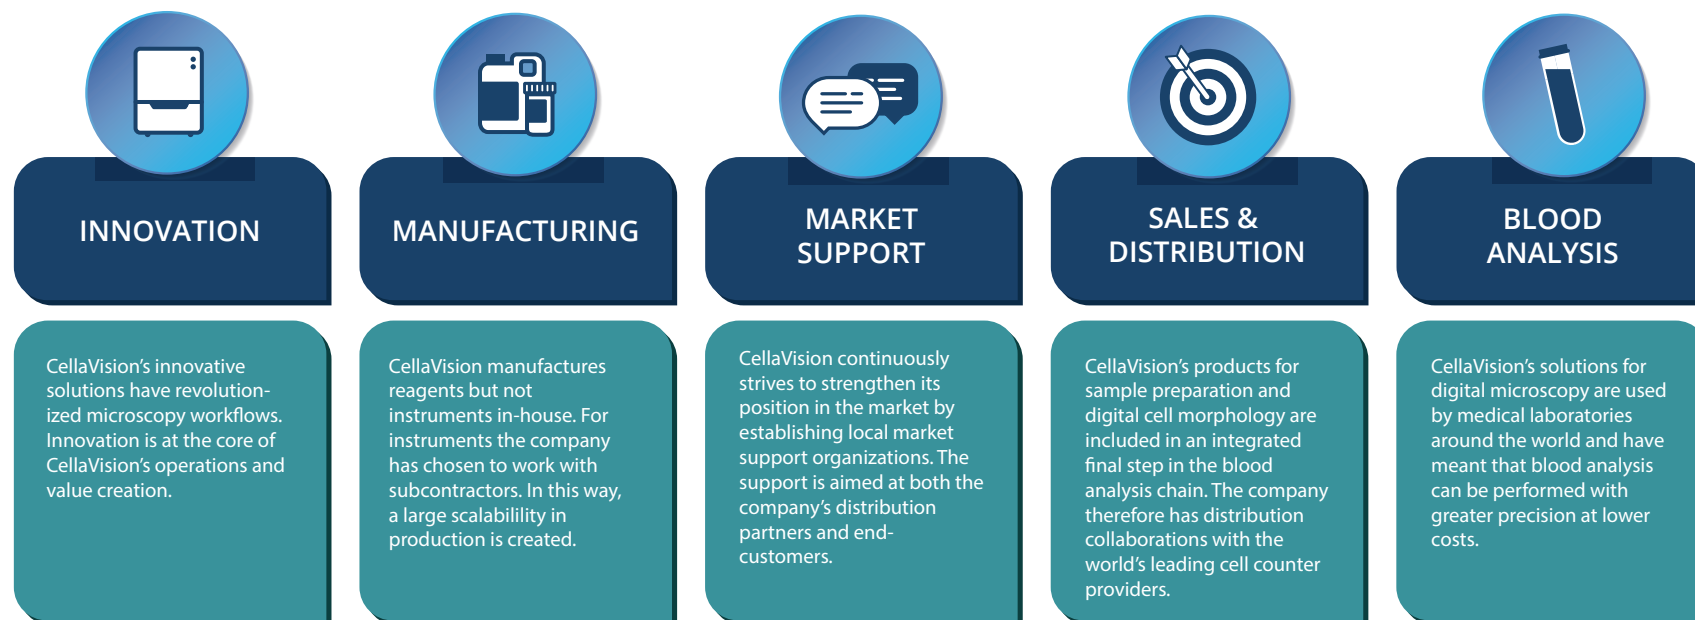 INNOVATION
CellaVision's innovative
solutions have revolution-
ized microscopy workflows.
Innovation is at the core of
CellaVision's operations and
value creation.
MANUFACTURING
CellaVision manufactures
reagents but not
instruments in-house. For
instruments the company
has chosen to work with
subcontractors. In this way,
a large scalabilility in
production is created.
MARKET
SUPPORT
CellaVision continuously
strives to strengthen its
position in the market by
establishing local market
support organizations. The
support is aimed at both the
company's distribution
partners and end-
customers.
SALES &
DISTRIBUTION
CellaVision's products for
sample preparation and
digital cell morphology are
included in an integrated
final step in the blood
analysis chain. The company
therefore has distribution
collaborations with the
world's leading cell counter
providers.
BLOOD
ANALYSIS
CellaVision's solutions for
digital microscopy are used
by medical laboratories
around the world and have
meant that blood analysis
can be performed with
greater precision at lower
costs.